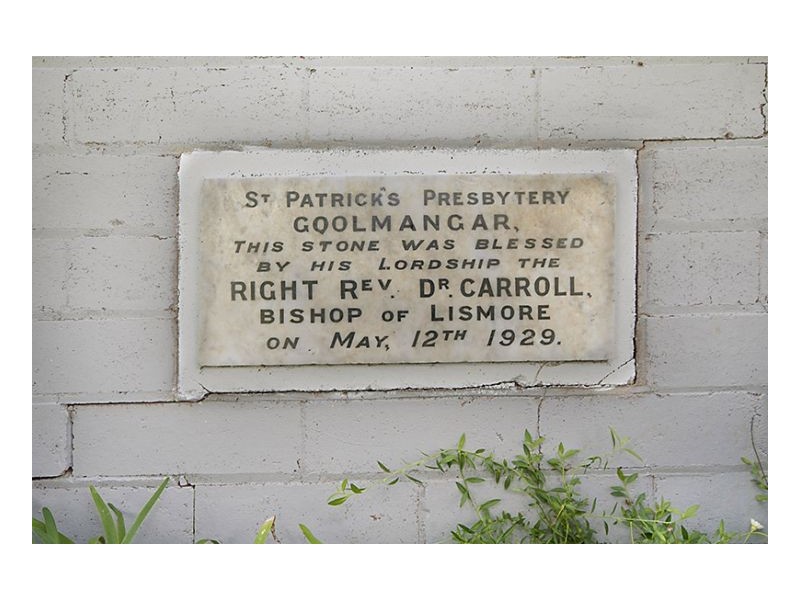 St PATRICK'S PRESBYTERY
GOOLMANGAR,
THIS STONE WAS BLESSED
BY HIS LORDSHIP THE
RIGHT REV. DR. CARROLL,
BISHOP OF LISMORE
ON MAY, 12TH 1929.